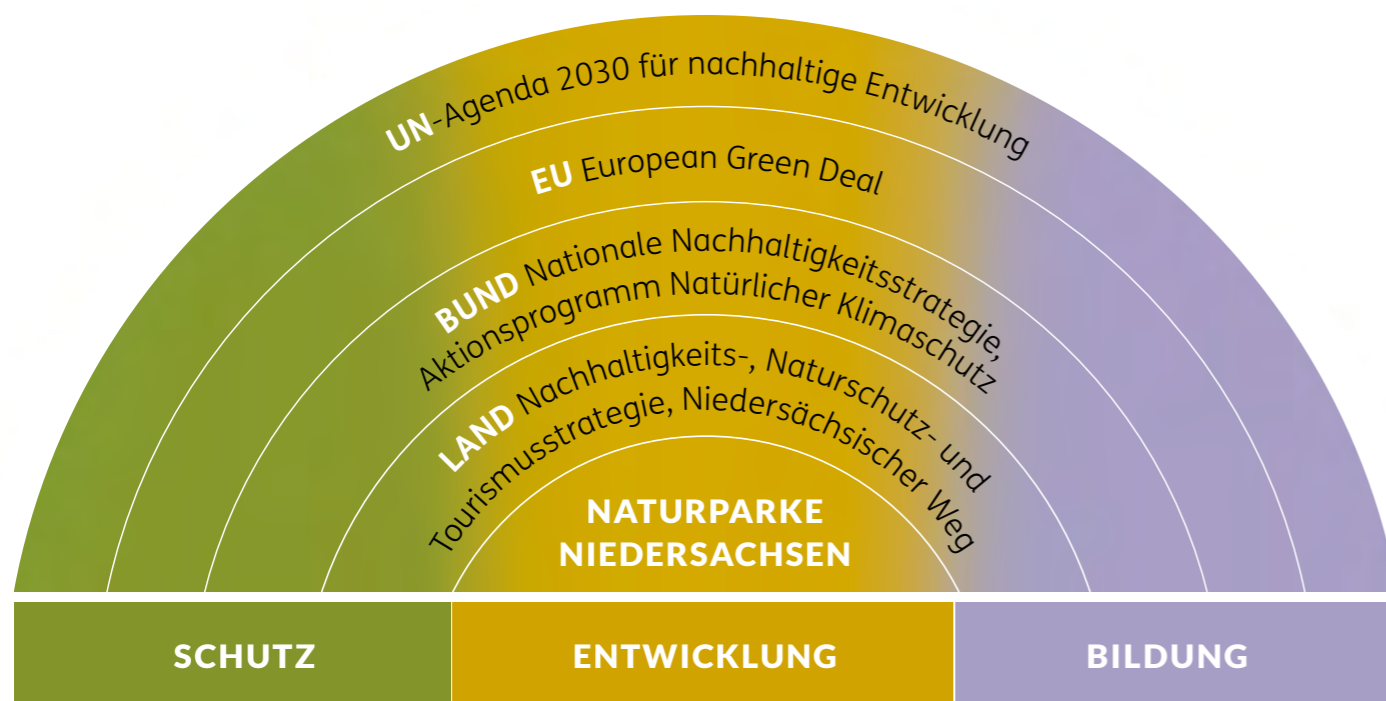 UN-Agenda 2030 für nachhaltige Entwicklung
EU European Green Deal
BUND Nationale Nachhaltigkeitsstrategie,
Aktionsprogramm Natürlicher Klimaschutz
LAND Nachhaltigkeits-, Naturschutz- und
Tourismusstrategie, Niedersächsischer Weg
NATURPARKE
NIEDERSACHSEN
SCHUTZ
ENTWICKLUNG
BILDUNG